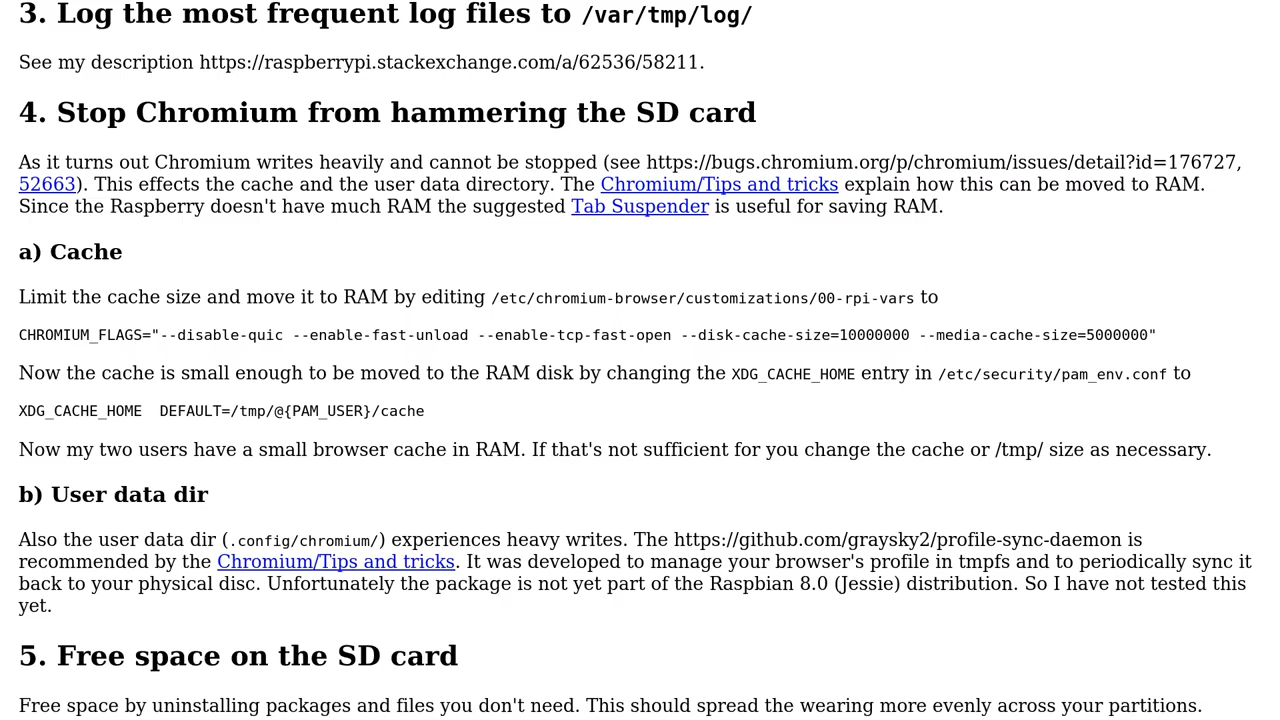 3. Log the most frequent log files to /var/tmp/log/
See my description https://raspberrypi.stackexchange.com/a/62536/58211.
4. Stop Chromium from hammering the SD card
As it turns out Chromium writes heavily and cannot be stopped (see https://bugs.chromium.org/p/chromium/issues/detail?id=176727,
52663). This effects the cache and the user data directory. The Chromium/Tips and tricks explain how this can be moved to RAM.
Since the Raspberry doesn't have much RAM the suggested Tab Suspender is useful for saving RAM.
a) Cache
Limit the cache size and move it to RAM by editing /etc/chromium-browser/customizations/00-rpi-vars to
CHROMIUM_FLAGS="--disable-quic --enable-fast-unload --enable-tcp-fast-open --disk-cache-size=10000000 --media-cache-size=5000000"
Now the cache is small enough to be moved to the RAM disk by changing the XDG_CACHE_HOME entry in /etc/security/pam_env.conf to
XDG_CACHE_HOME  DEFAULT=/tmp/@{PAM_USER}/cache
Now my two users have a small browser cache in RAM. If that's not sufficient for you change the cache or /tmp/ size as necessary.
b) User data dir
Also the user data dir (.config/chromium/) experiences heavy writes. The https://github.com/graysky2/profile-sync-daemon is
recommended by the Chromium/Tips and tricks. It was developed to manage your browser's profile in tmpfs and to periodically sync it
back to your physical disc. Unfortunately the package is not yet part of the Raspbian 8.0 (Jessie) distribution. So I have not tested this
yet.
5. Free space on the SD card
Free space by uninstalling packages and files you don't need. This should spread the wearing more evenly across your partitions.